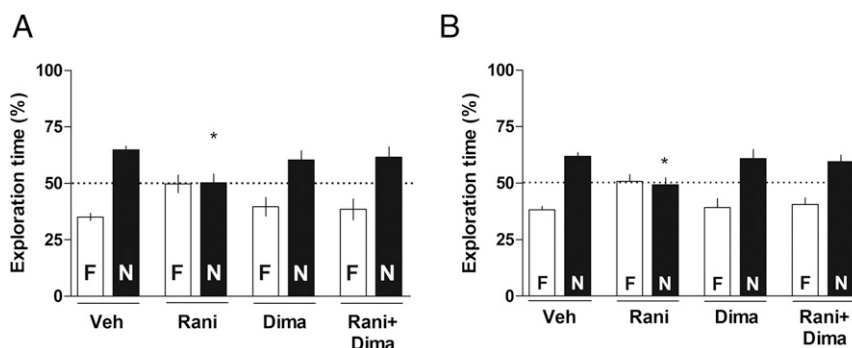 A
Exploration time (%)
100
75
50
25
0
*
F N F N F N F N
Veh Rani Dima Rani+
Dima
B
Exploration time (%)
100
75
50
25
0
*
F N F N F N F N
Veh Rani Dima Rani+
Dima